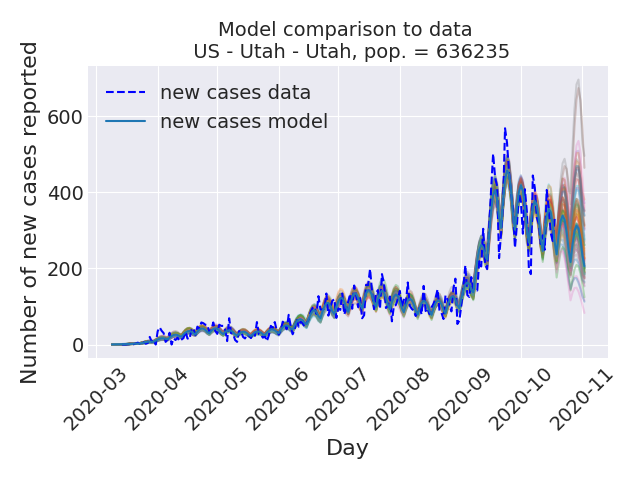 Model comparison to data
US - Utah - Utah, pop. = 636235
Number of new cases reported
600
400
200
0
new cases data
new cases model
2020-03
2020-04
2020-05
2020-06
2020-07
2020-08
2020-09
2020-10
2020-11
Day